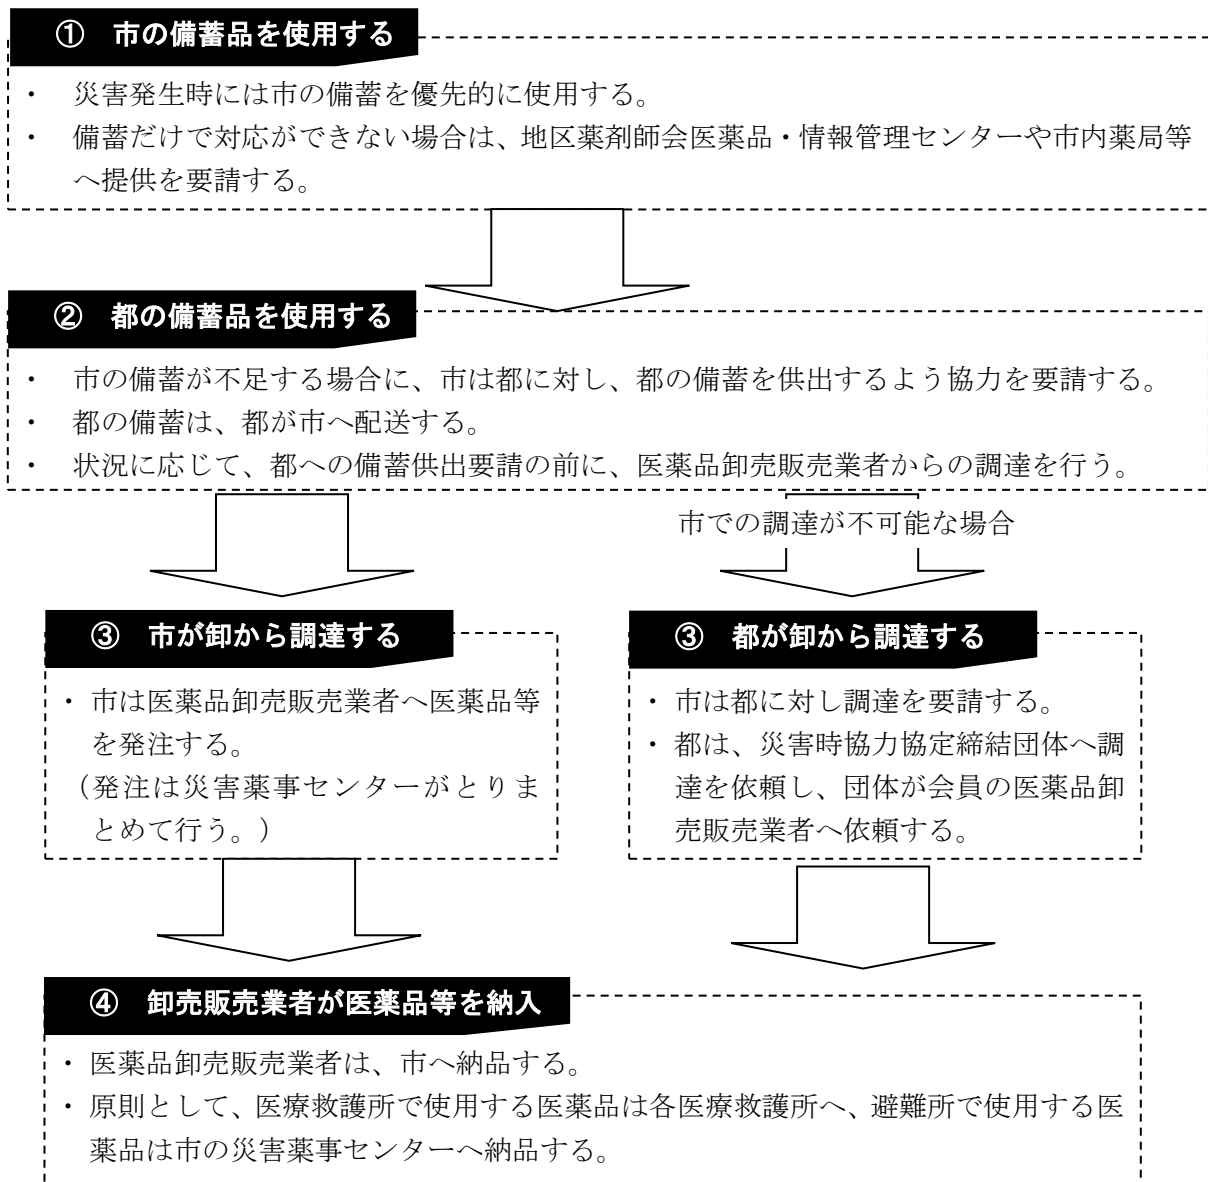 ① 市の備蓄品を使用する
・ 災害発生時には市の備蓄を優先的に使用する。
・ 備蓄だけで対応ができない場合は、地区薬剤師会医薬品・情報管理センターや市内薬局等
へ提供を要請する。
② 都の備蓄品を使用する
・ 市の備蓄が不足する場合に、市は都に対し、都の備蓄を供出するよう協力を要請する。
・ 都の備蓄は、都が市へ配送する。
・ 状況に応じて、都への備蓄供出要請の前に、医薬品卸売販売業者からの調達を行う。
市での調達が不可能な場合
③ 市が卸から調達する
・ 市は医薬品卸売販売業者へ医薬品等
を発注する。
（発注は災害薬事センターがとりま
とめて行う。）
③ 都が卸から調達する
・ 市は都に対し調達を要請する。
・ 都は、災害時協力協定締結団体へ調
達を依頼し、団体が会員の医薬品卸
売販売業者へ依頼する。
④ 卸売販売業者が医薬品等を納入
・ 医薬品卸売販売業者は、市へ納品する。
・ 原則として、医療救護所で使用する医薬品は各医療救護所へ、避難所で使用する医
薬品は市の災害薬事センターへ納品する。